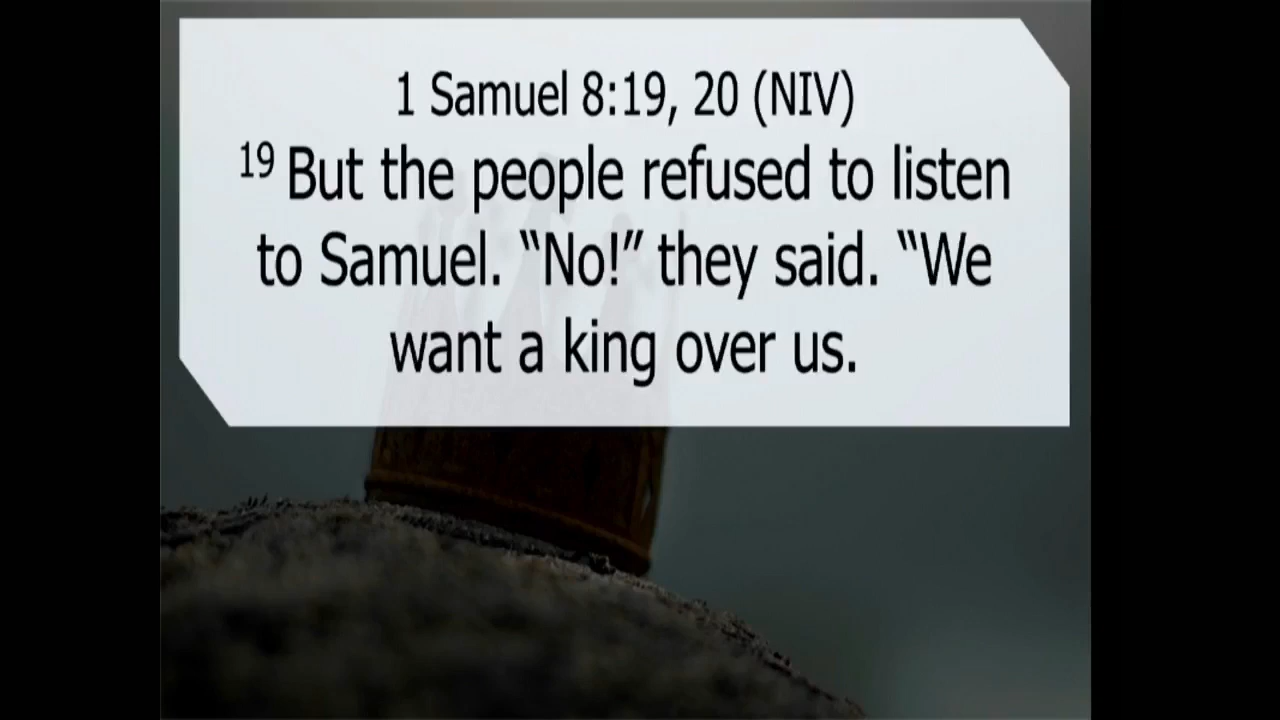 1 Samuel 8:19, 20 (NIV)
19 But the people refused to listen
to Samuel. “No!” they said. “We
want a king over us.